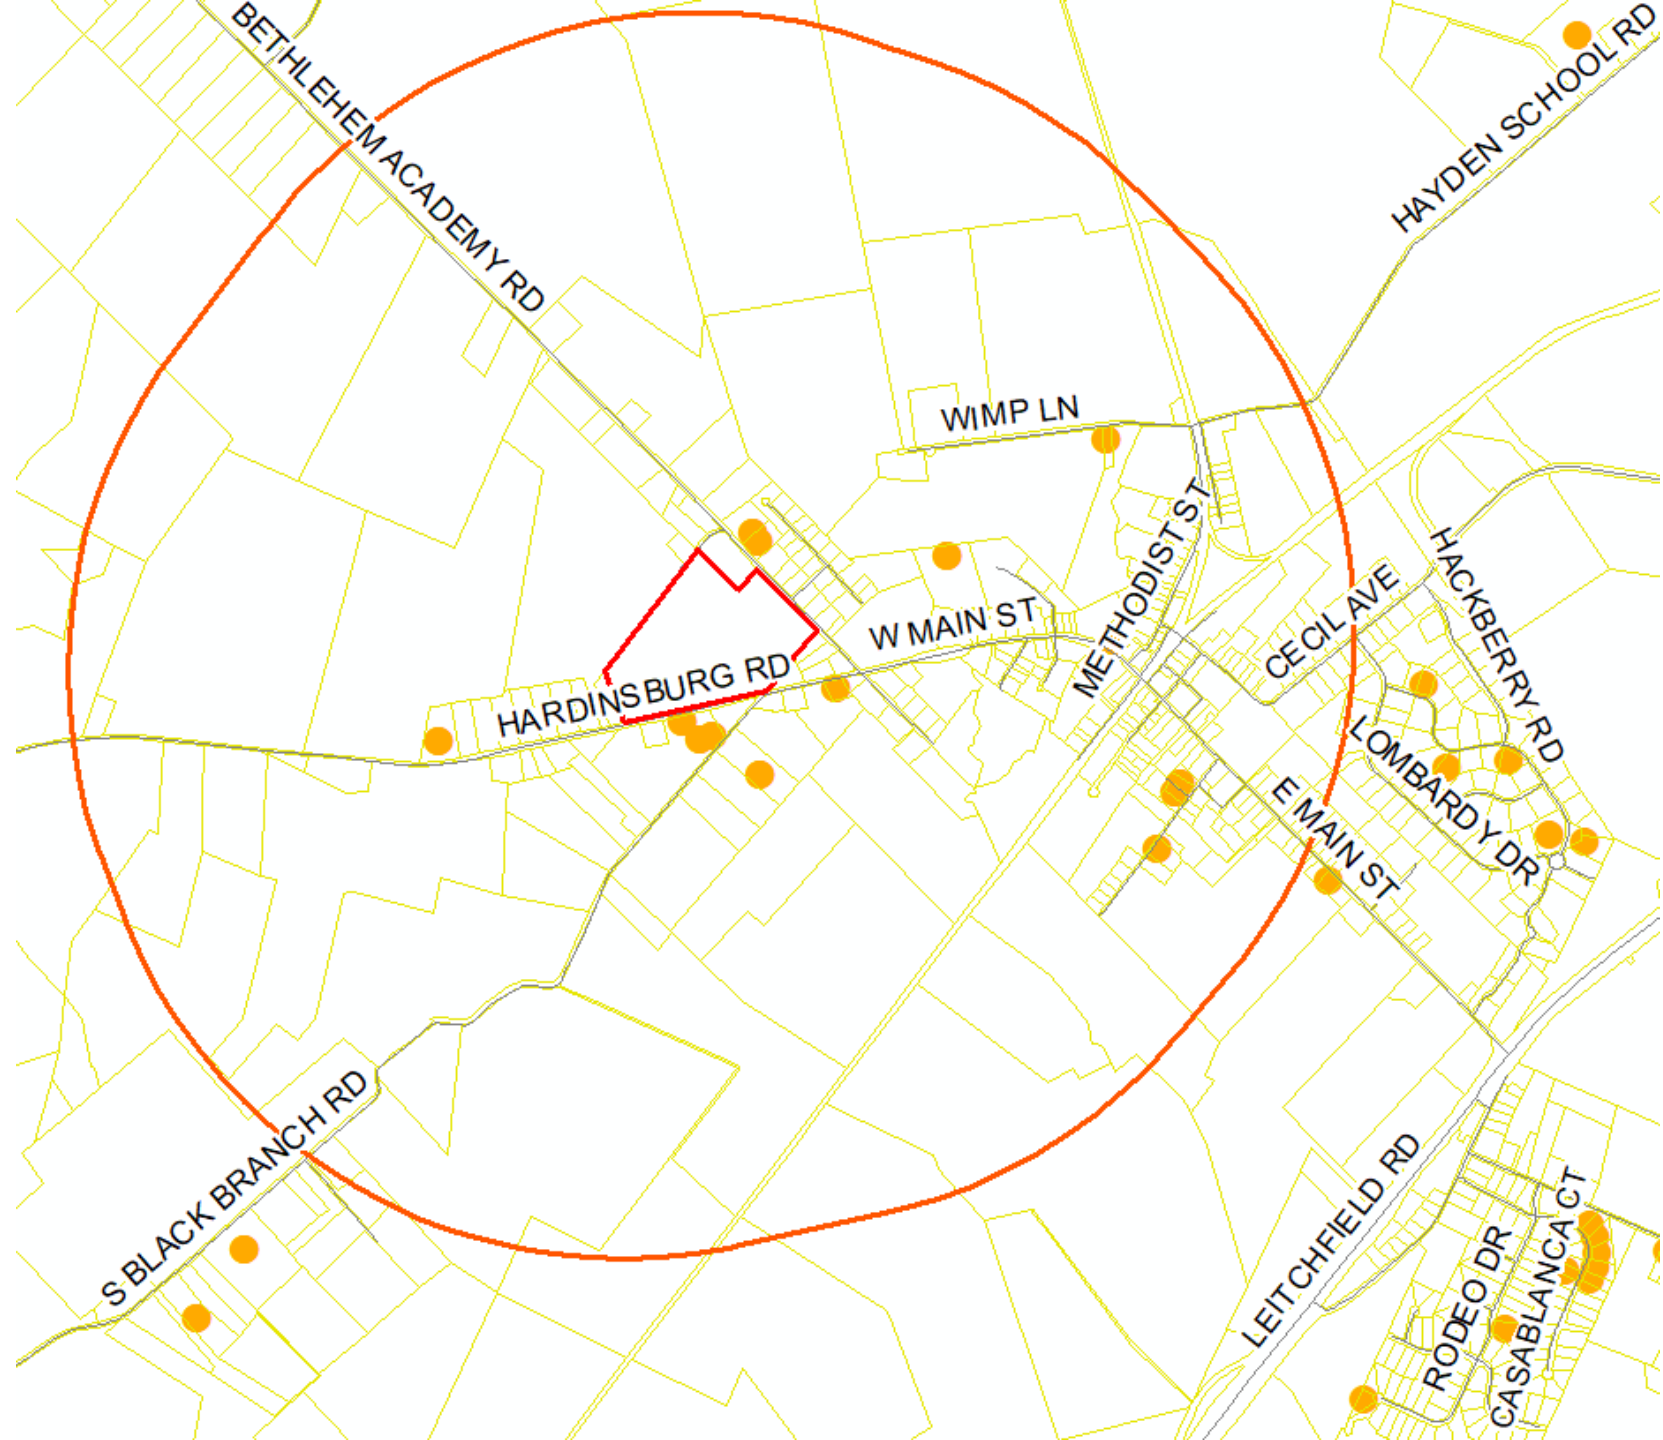 BETHLEHEM ACADEMY RD
HAYDEN SCHOOL RD
WIMP LN
METHODIST ST
W MAIN ST
CECIL AVE
HACKBERRY RD
HARDINSBURG RD
LOMBARDY DR
E MAIN ST
S BLACK BRANCH RD
LEITCHFIELD RD
RODEO DR
CASABLANCA CT